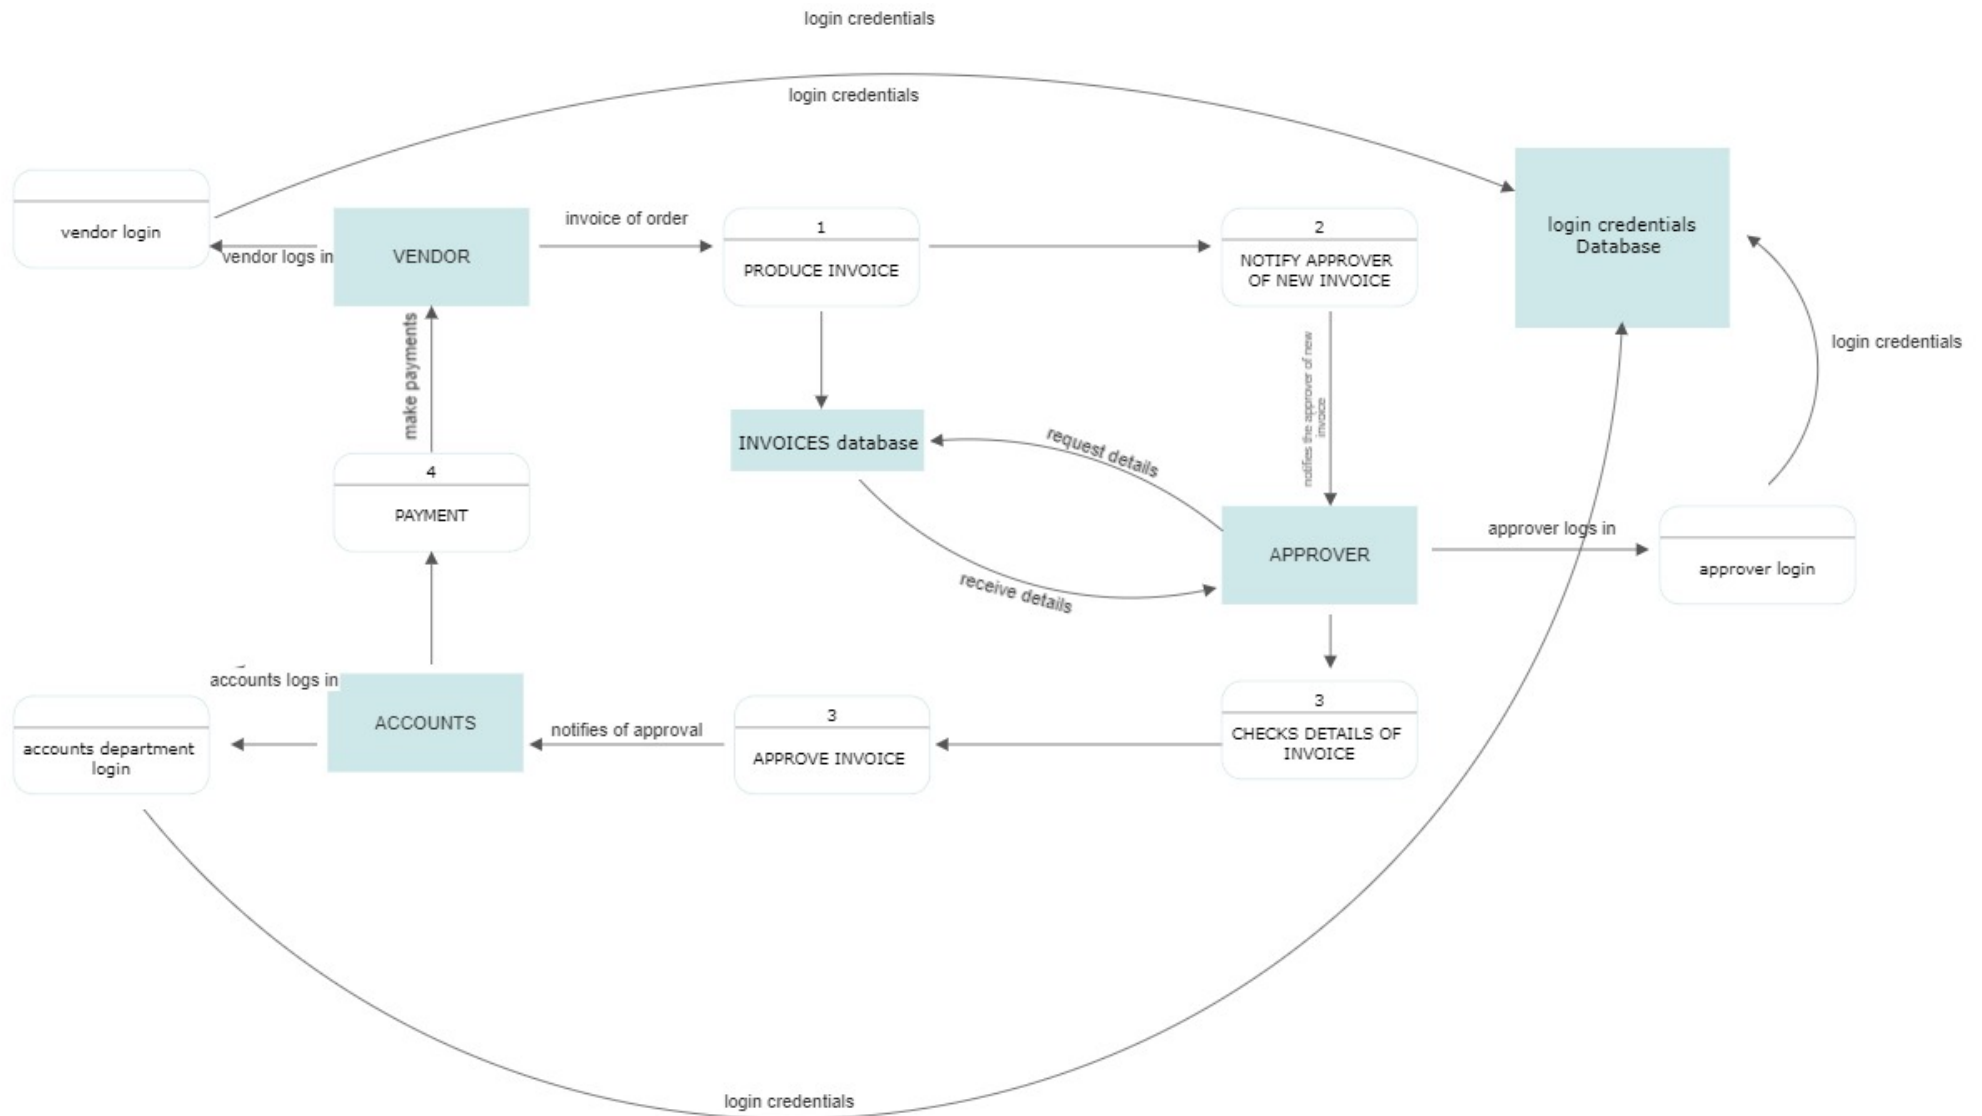 login credentials
login credentials
vendor login
vendor logs in
VENDOR
invoice of order
1
PRODUCE INVOICE
2
NOTIFY APPROVER
OF NEW INVOICE
login credentials
Database
login credentials
make payments
notifies the approver of new
invoice
INVOICES database
request details
receive details
4
PAYMENT
APPROVER
approver logs in
approver login
accounts logs in
accounts department
login
ACCOUNTS
notifies of approval
3
APPROVE INVOICE
3
CHECKS DETAILS OF
INVOICE
login credentials